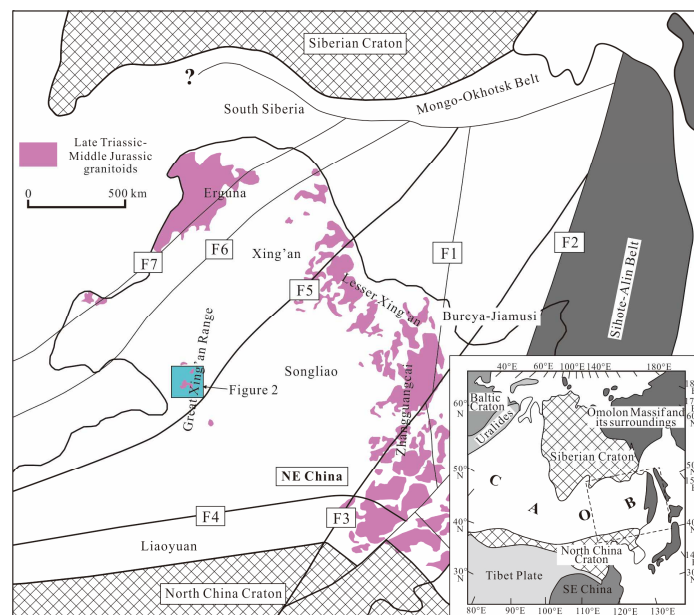 Siberian Craton
?
South Siberia
Mongo-Okhotsk Belt
Late Triassic-
Middle Jurassic
granitoids
0
500 km
Erguna
F7
F6
Xing'an
F5
F1
F2
Lesser Xing'an
Bureya-Jiamusi
Sihote-Alin Belt
Great Xing'an Range
Figure 2
Songliao
Zhangguangcai
NE China
F4
F3
Liaoyuan
North China Craton
40°E
60°E
100°E
140°E
180°E
Baltic
Craton
Uralides
Omolon Massif and
its surroundings
Siberian Craton
C
A
O
B
North China
Craton
Tibet Plate
SE China
60°
N
50°
N
40°
N
30°
N
80°E
100°E
110°E
120°E
130°E